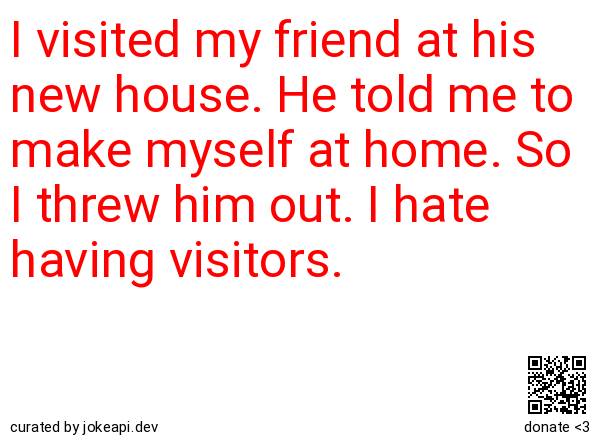 I visited my friend at his
new house. He told me to
make myself at home. So
I threw him out. I hate
having visitors.
curated by jokeapi.dev
donate <3